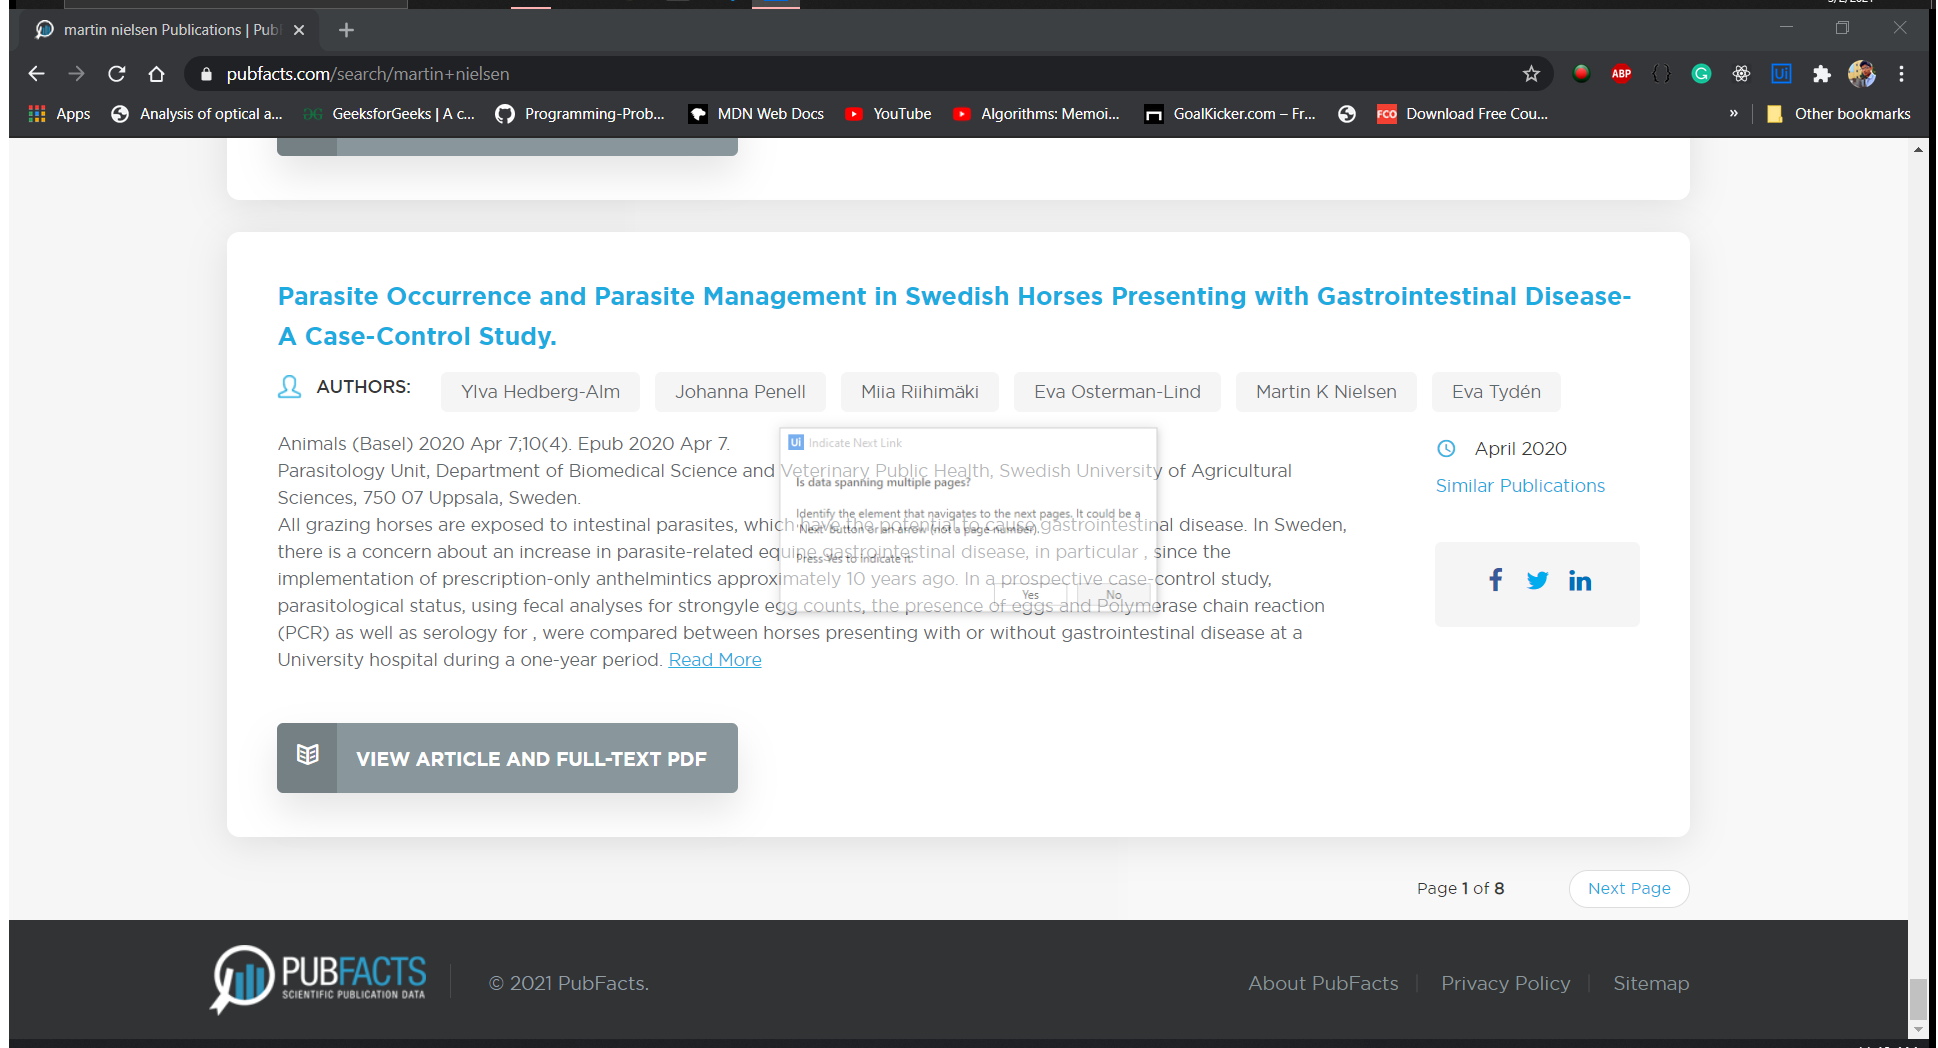 martin nielsen Publications | Pub
pubfacts.com/search/martin+nielsen
ABP
Ui
Apps
Analysis of optical a...
GeeksforGeeks | A c...
Programming-Prob...
MDN Web Docs
YouTube
Algorithms: Memoi...
GoalKicker.com – Fr...
FCO
Download Free Cou...
»
Other bookmarks
Parasite Occurrence and Parasite Management in Swedish Horses Presenting with Gastrointestinal Disease-
A Case-Control Study.
AUTHORS:
Ylva Hedberg-Alm
Johanna Penell
Miia Riihimäki
Eva Osterman-Lind
Martin K Nielsen
Eva Tydén
Animals (Basel) 2020 Apr 7;10(4). Epub 2020 Apr 7.
Parasitology Unit, Department of Biomedical Science and Veterinary Public Health, Swedish University of Agricultural
Sciences, 750 07 Uppsala, Sweden.
All grazing horses are exposed to intestinal parasites, which have the potential to cause gastrointestinal disease. In Sweden,
there is a concern about an increase in parasite-related equine gastrointestinal disease, in particular , since the
implementation of prescription-only anthelmintics approximately 10 years ago. In a prospective case-control study,
parasitological status, using fecal analyses for strongyle egg counts, the presence of eggs and Polymerase chain reaction
(PCR) as well as serology for , were compared between horses presenting with or without gastrointestinal disease at a
University hospital during a one-year period. Read More
Ui Indicate Next Link
Is data spanning multiple pages?
Identify the element that navigates to the next pages. It could be a
'Next' button or an arrow (not a page number).
Press Yes to indicate it.
Yes
No
April 2020
Similar Publications
VIEW ARTICLE AND FULL-TEXT PDF
Page 1 of 8
Next Page
PUBFACTS
SCIENTIFIC PUBLICATION DATA
© 2021 PubFacts.
About PubFacts
Privacy Policy
Sitemap